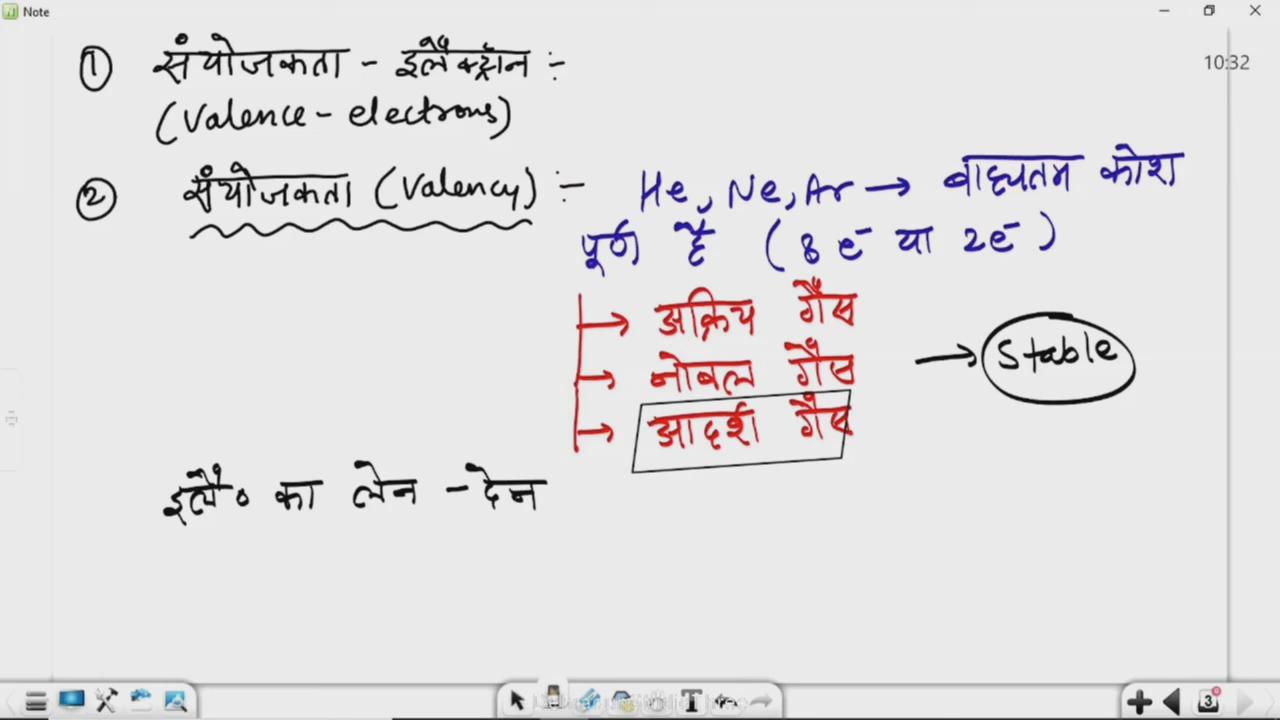 Note
10:32
① संयोजकता - इलैक्ट्रॉन :-
(Valence - electrons)
② संयोजकता (Valency) :-
He, Ne, Ar → बाह्यतम कोश
पूर्ण है ( 8 e⁻ या 2e⁻ )
→ अक्रिय गैस
→ नोबल गैस
→ आदर्श गैस
→ Stable
इलै० का लेन - देन
3